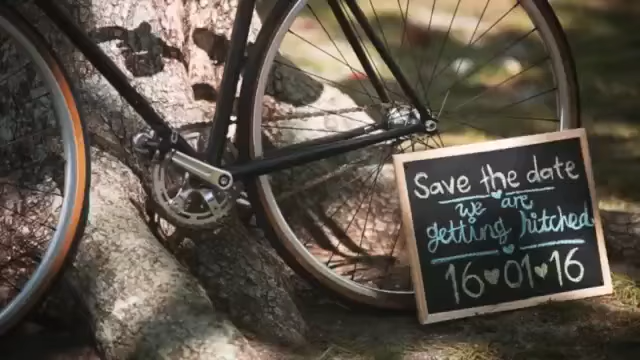 Save the date
we are
getting hitched
16♥01♥16